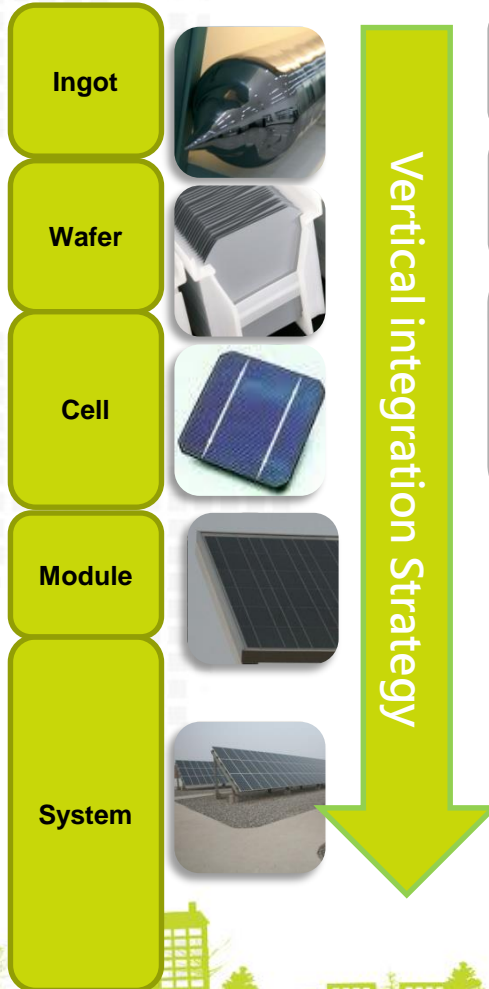 Ingot
Wafer
Cell
Module
System
Vertical integration Strategy